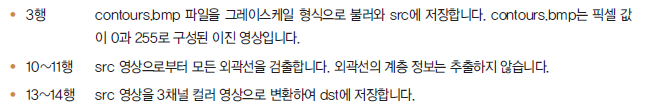 • 3행 contours.bmp 파일을 그레이스케일 형식으로 불러와 src에 저장합니다. contours.bmp는 픽셀 값
이 0과 255로 구성된 이진 영상입니다.
• 10~11행 src 영상으로부터 모든 외곽선을 검출합니다. 외곽선의 계층 정보는 추출하지 않습니다.
• 13~14행 src 영상을 3채널 컬러 영상으로 변환하여 dst에 저장합니다.